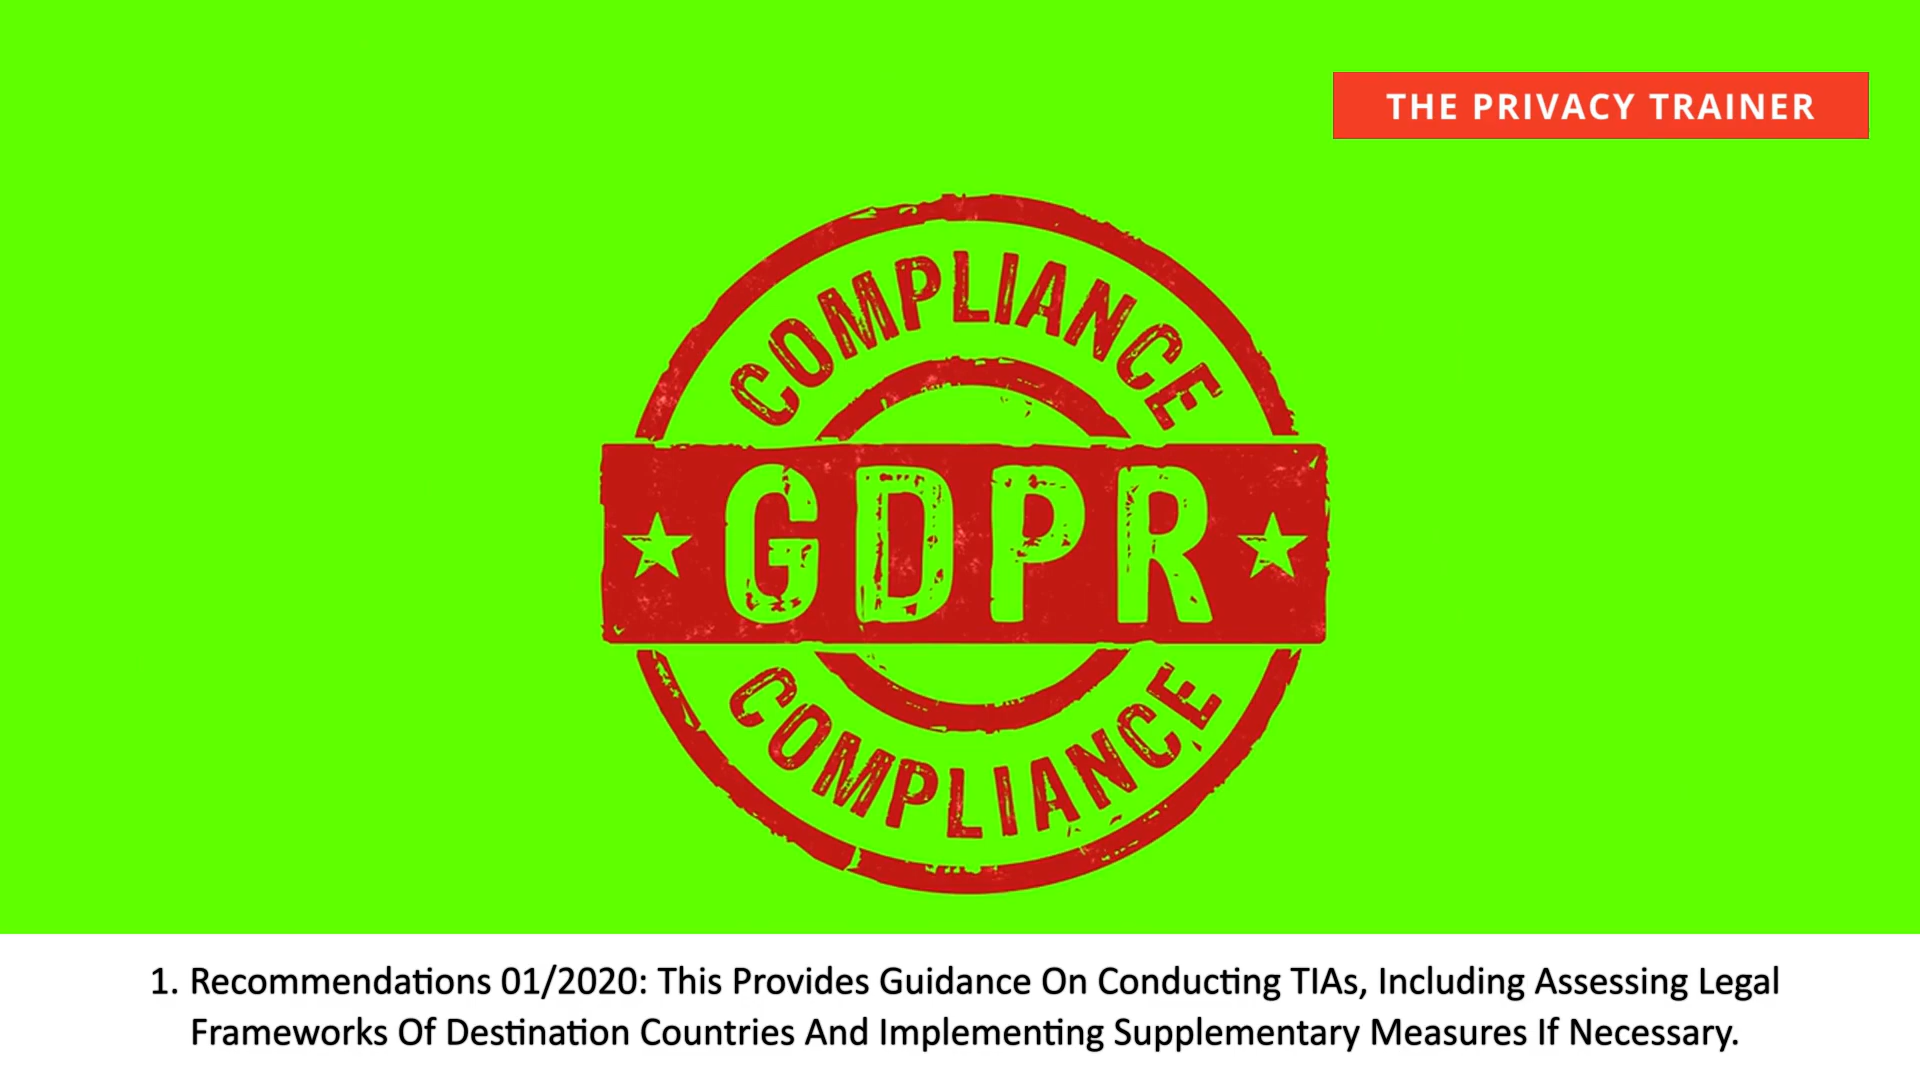 THE PRIVACY TRAINER
COMPLIANCE
GDPR
COMPLIANCE
1. Recommendations 01/2020: This Provides Guidance On Conducting TIAs, Including Assessing Legal
Frameworks Of Destination Countries And Implementing Supplementary Measures If Necessary.